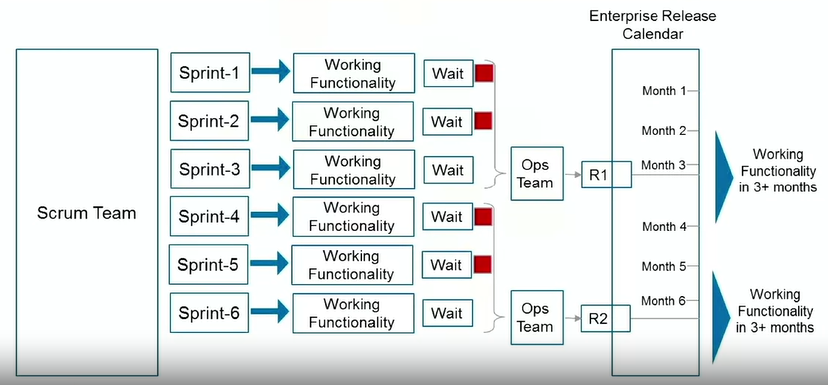 Enterprise Release
Calendar
Scrum Team
Sprint-1
Working
Functionality
Wait
Sprint-2
Working
Functionality
Wait
Sprint-3
Working
Functionality
Wait
Sprint-4
Working
Functionality
Wait
Sprint-5
Working
Functionality
Wait
Sprint-6
Working
Functionality
Wait
Ops
Team
R1
Ops
Team
R2
Month 1
Month 2
Month 3
Month 4
Month 5
Month 6
Working
Functionality
in 3+ months
Working
Functionality
in 3+ months